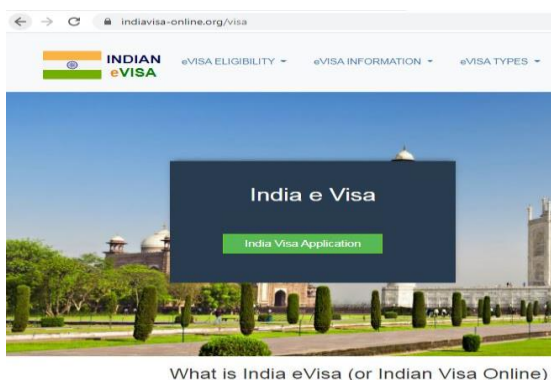 indiavisa-online.org/visa
INDIAN
eVISA
eVISA ELIGIBILITY
eVISA INFORMATION
eVISA TYPES
India e Visa
India Visa Application
What is India eVisa (or Indian Visa Online)